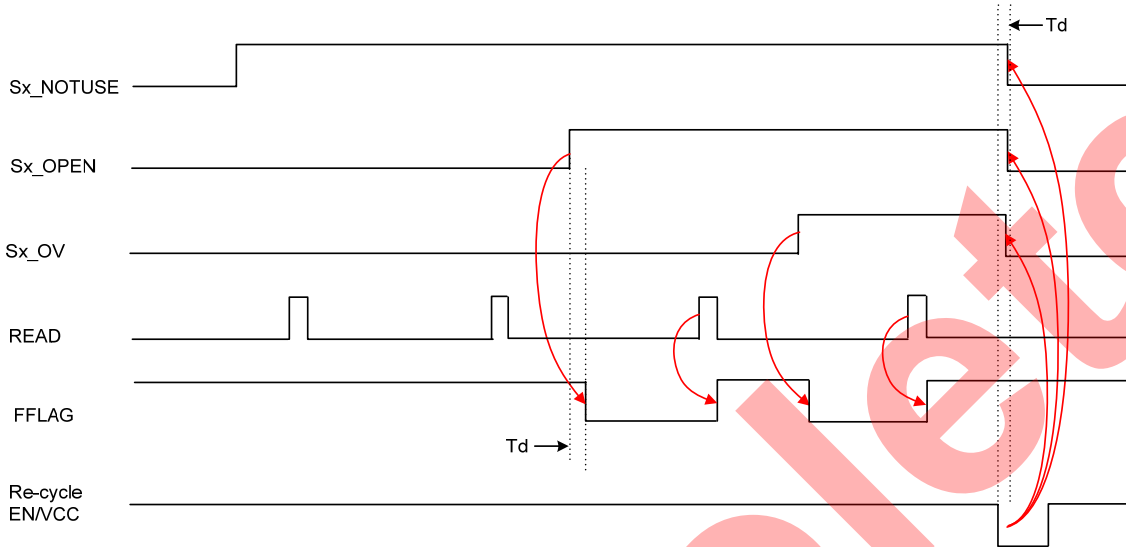 Td
Sx_NOTUSE
Sx_OPEN
Sx_OV
READ
FFLAG
Td
Re-cycle
EN/VCC